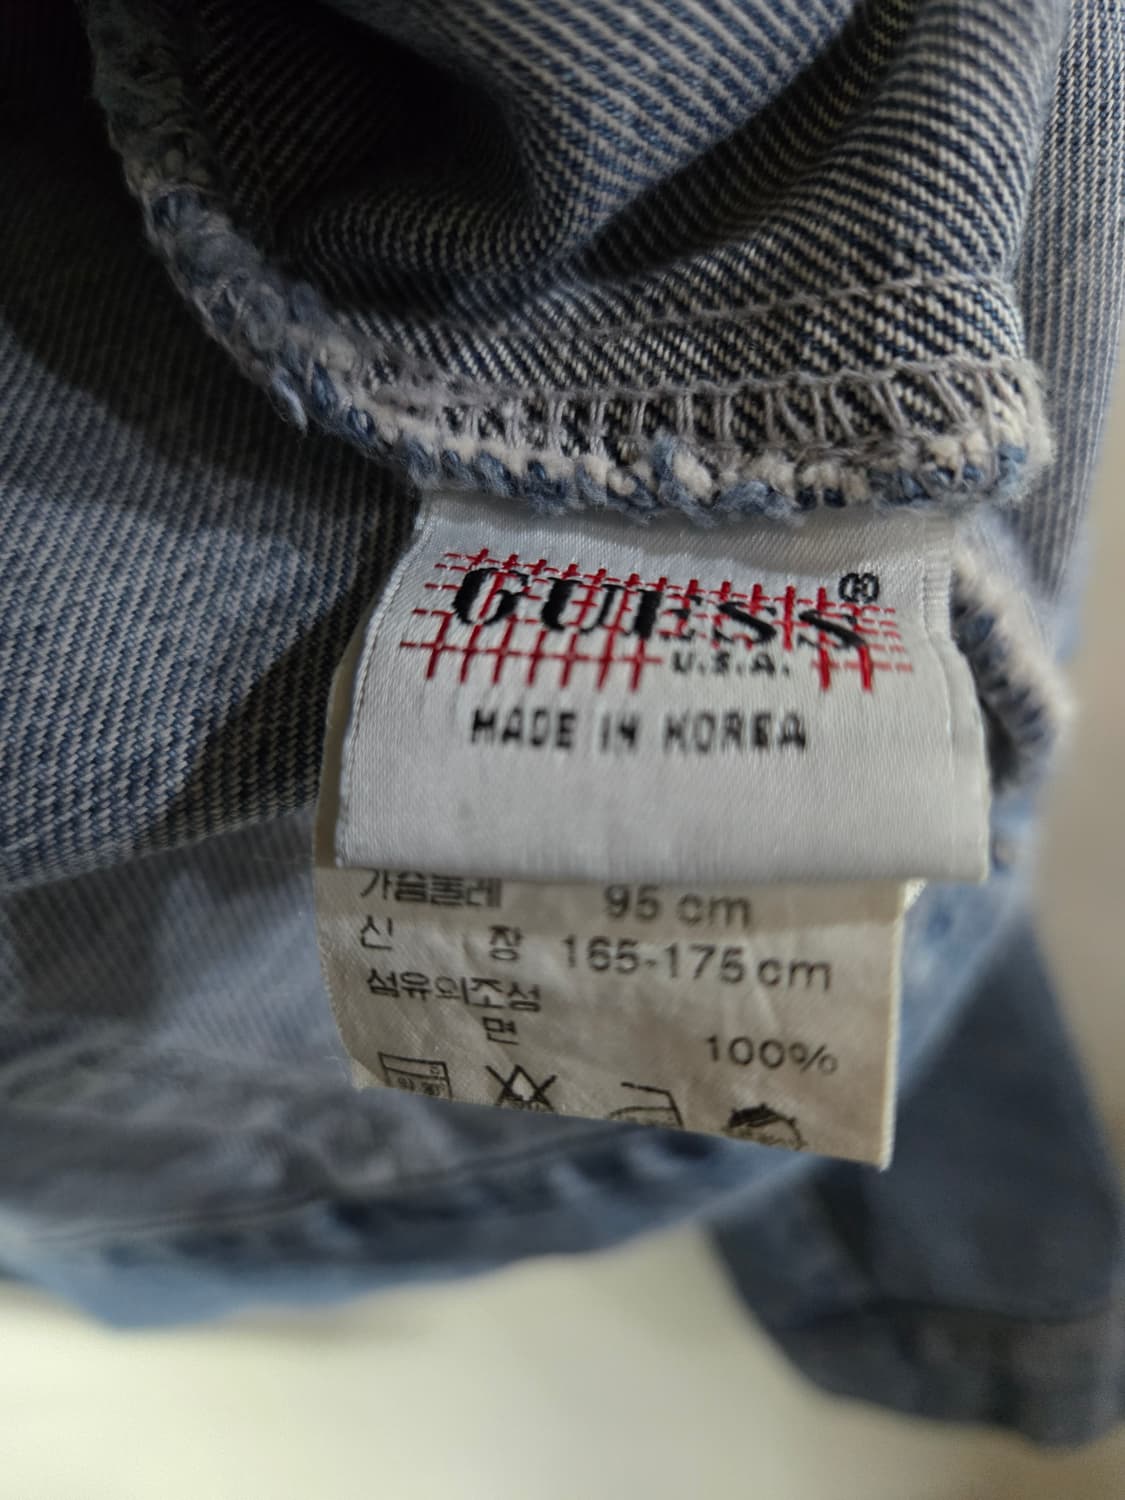 GUESS®
U.S.A.
MADE IN KOREA
가슴둘레 95 cm
신 장 165-175 cm
섬유의조성
면 100%